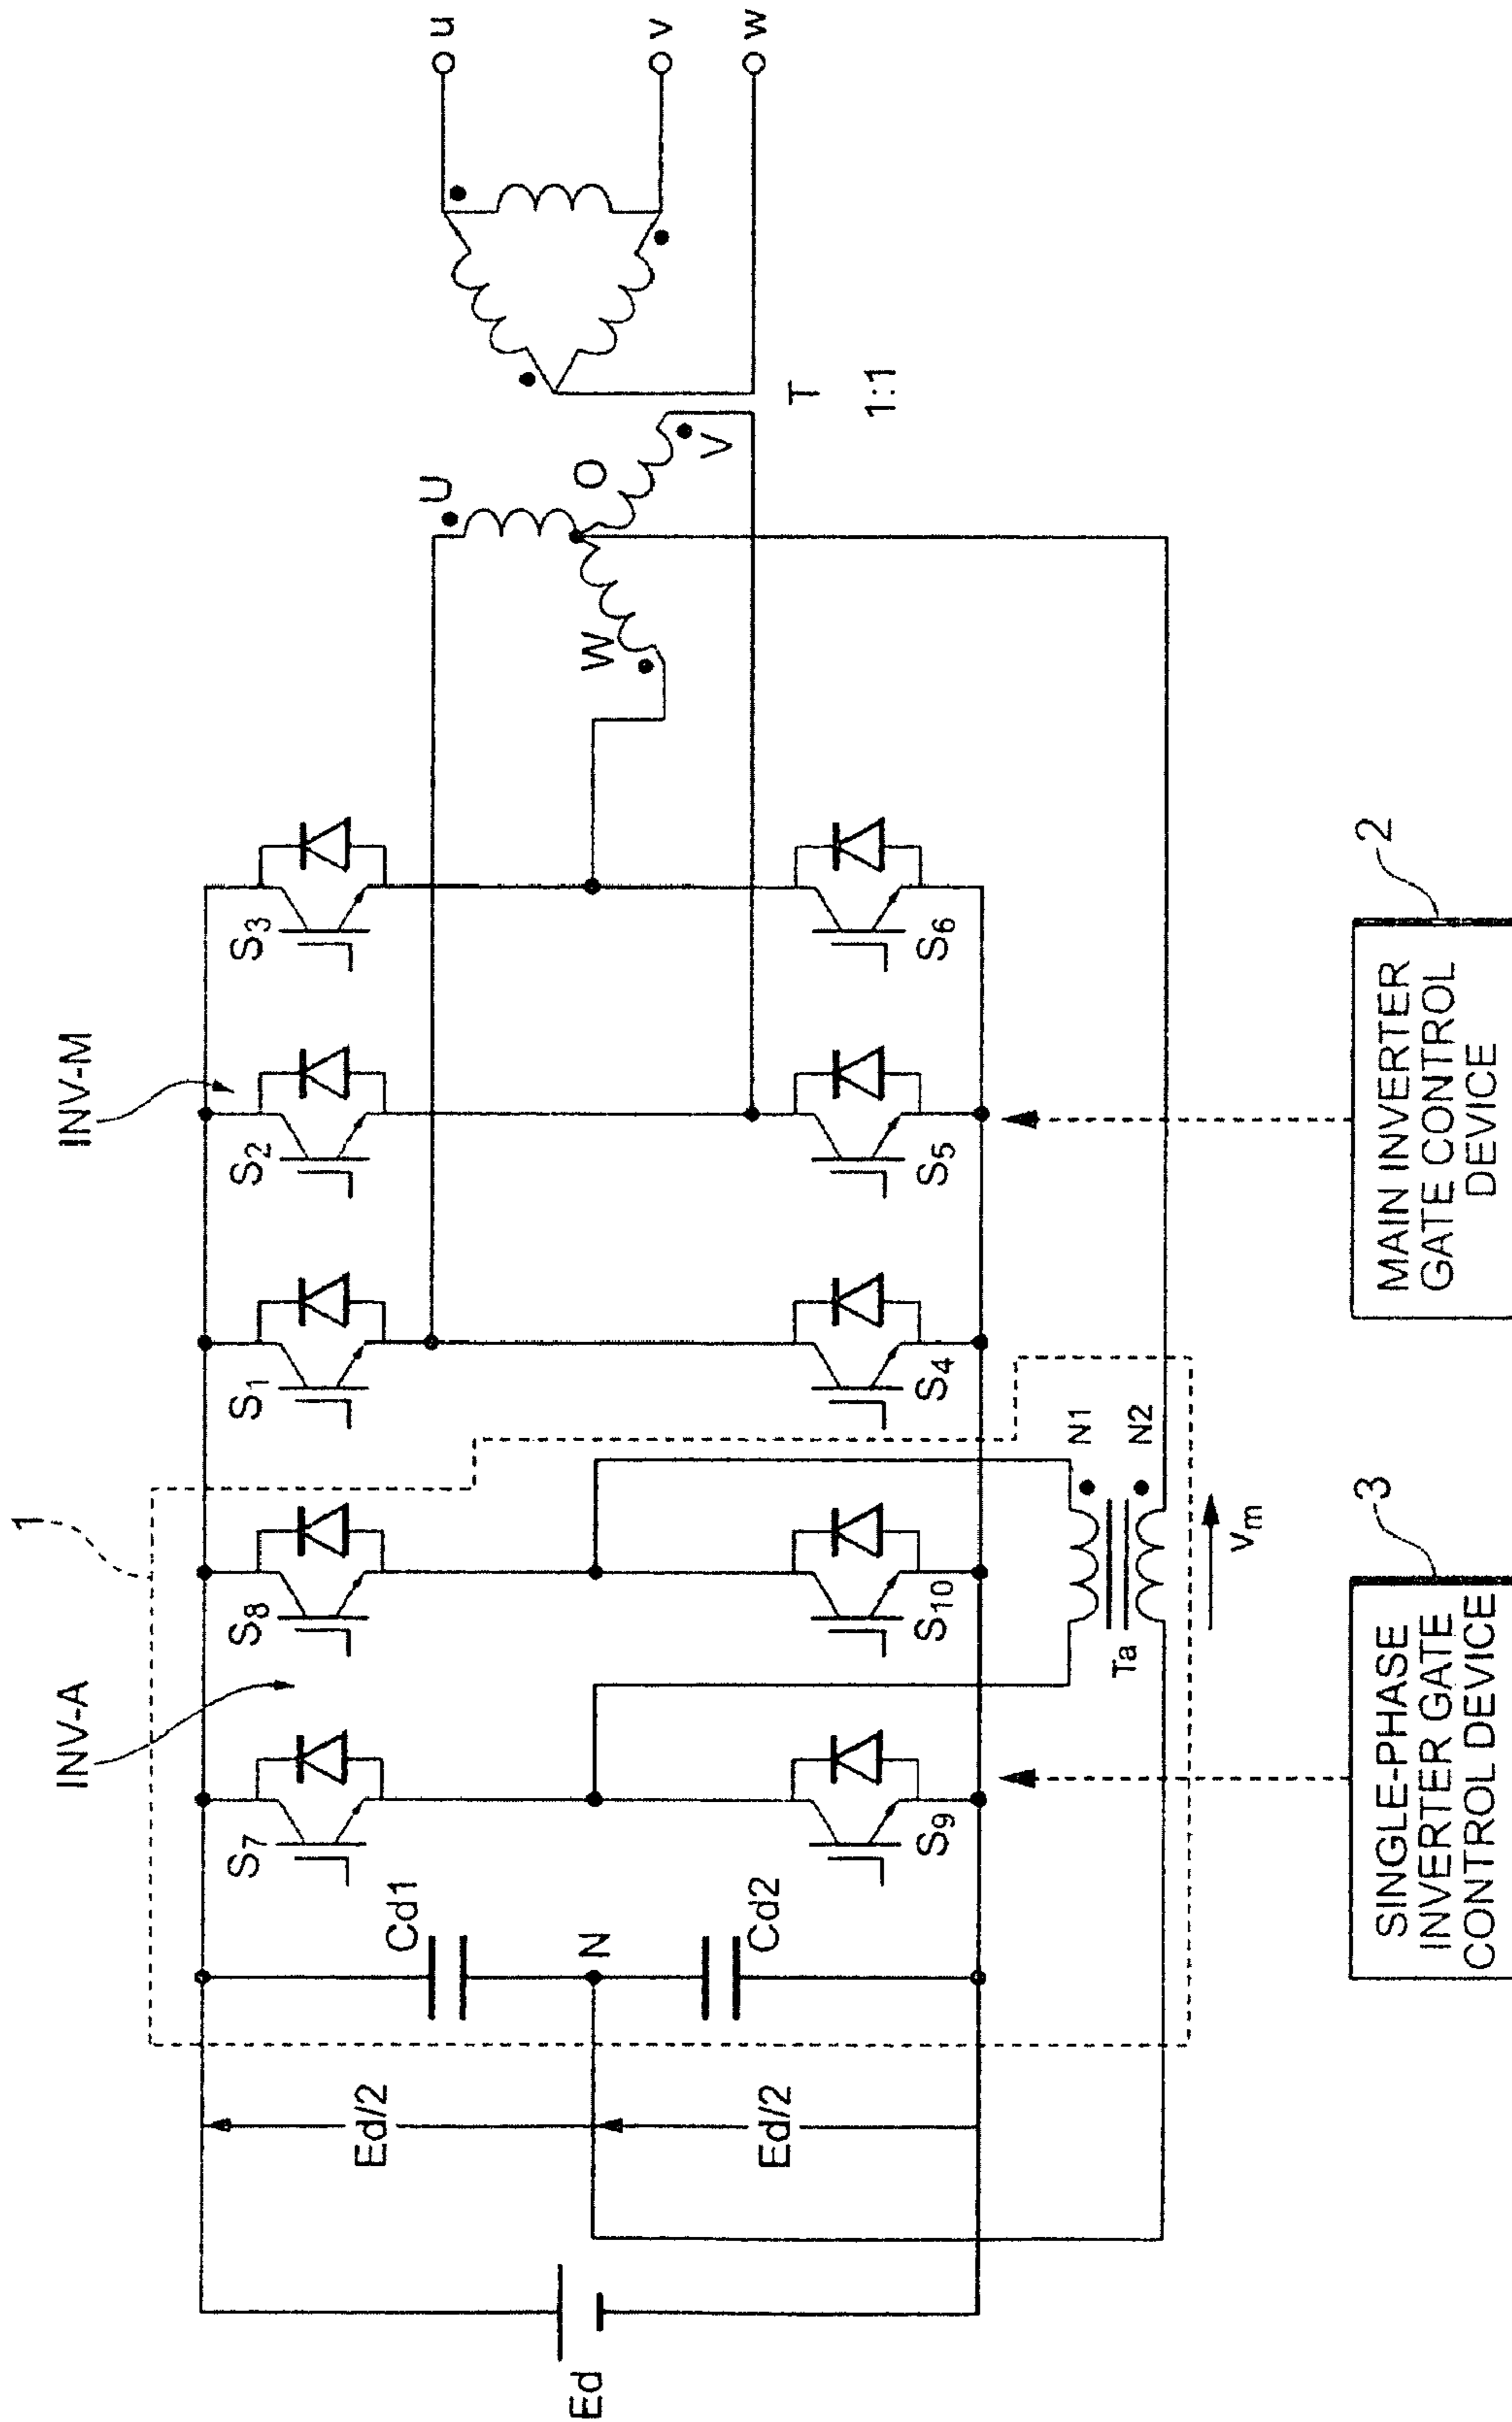 1
INV-A
INV-M
Ed
Ed/2
Ed/2
Cd1
N
Cd2
S7
S8
S1
S2
S3
S9
S10
S4
S5
S6
U
O
V
W
T
1:1
u
v
w
Ta
N1
N2
vm
SINGLE-PHASE
INVERTER GATE
CONTROL DEVICE
3
MAIN INVERTER
GATE CONTROL
DEVICE
2